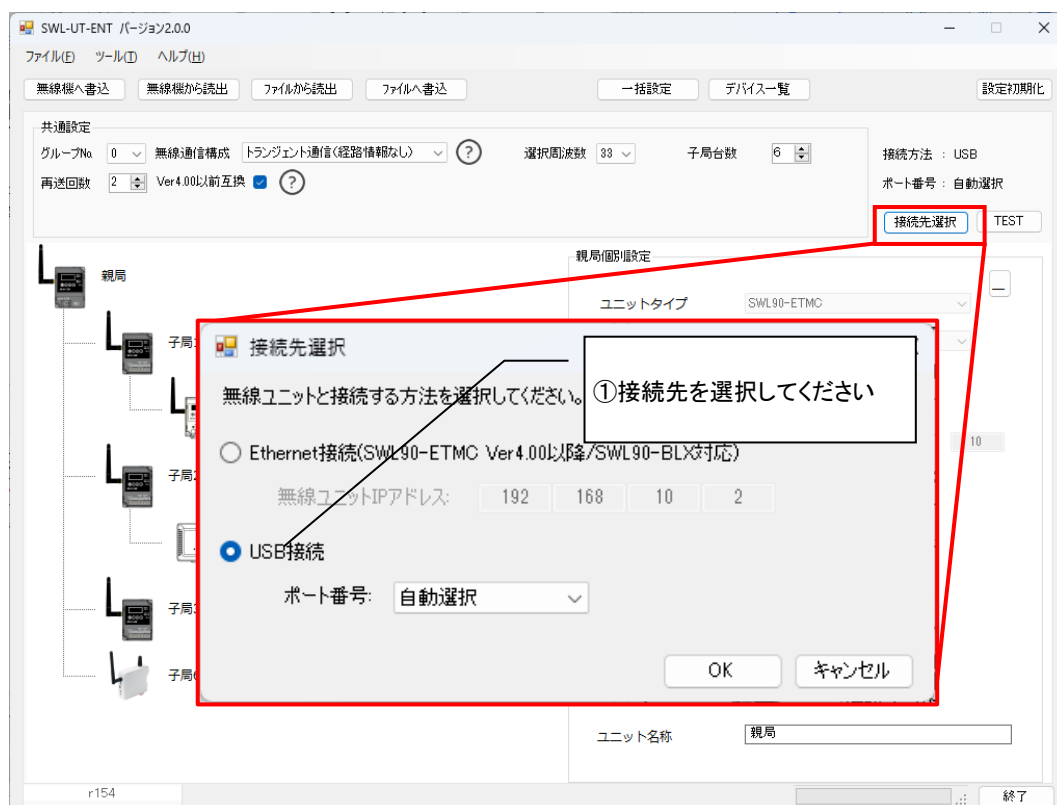 SWL-UT-ENT バージョン2.0.0
ファイル(F) ツール(T) ヘルプ(H)
無線機へ書込 無線機から読出 ファイルから読出 ファイルへ書込 一括設定 デバイス一覧 設定初期化
共通設定
グループNo. 0 無線通信構成 トランジェント通信(経路情報なし) ? 選択周波数 33 子局台数 6
再送回数 2 Ver4.00以前互換 ?
接続方法 : USB
ポート番号 : 自動選択
接続先選択 TEST
親局
子局
子局
子局
子局
親局個別設定
ユニットタイプ SWL90-ETMC
10
接続先選択
無線ユニットと接続する方法を選択してください。
①接続先を選択してください
Ethernet接続(SWL90-ETMC Ver4.00以降/SWL90-BLX対応)
無線ユニットIPアドレス: 192 168 10 2
USB接続
ポート番号: 自動選択
OK キャンセル
ユニット名称 親局
r154
終了